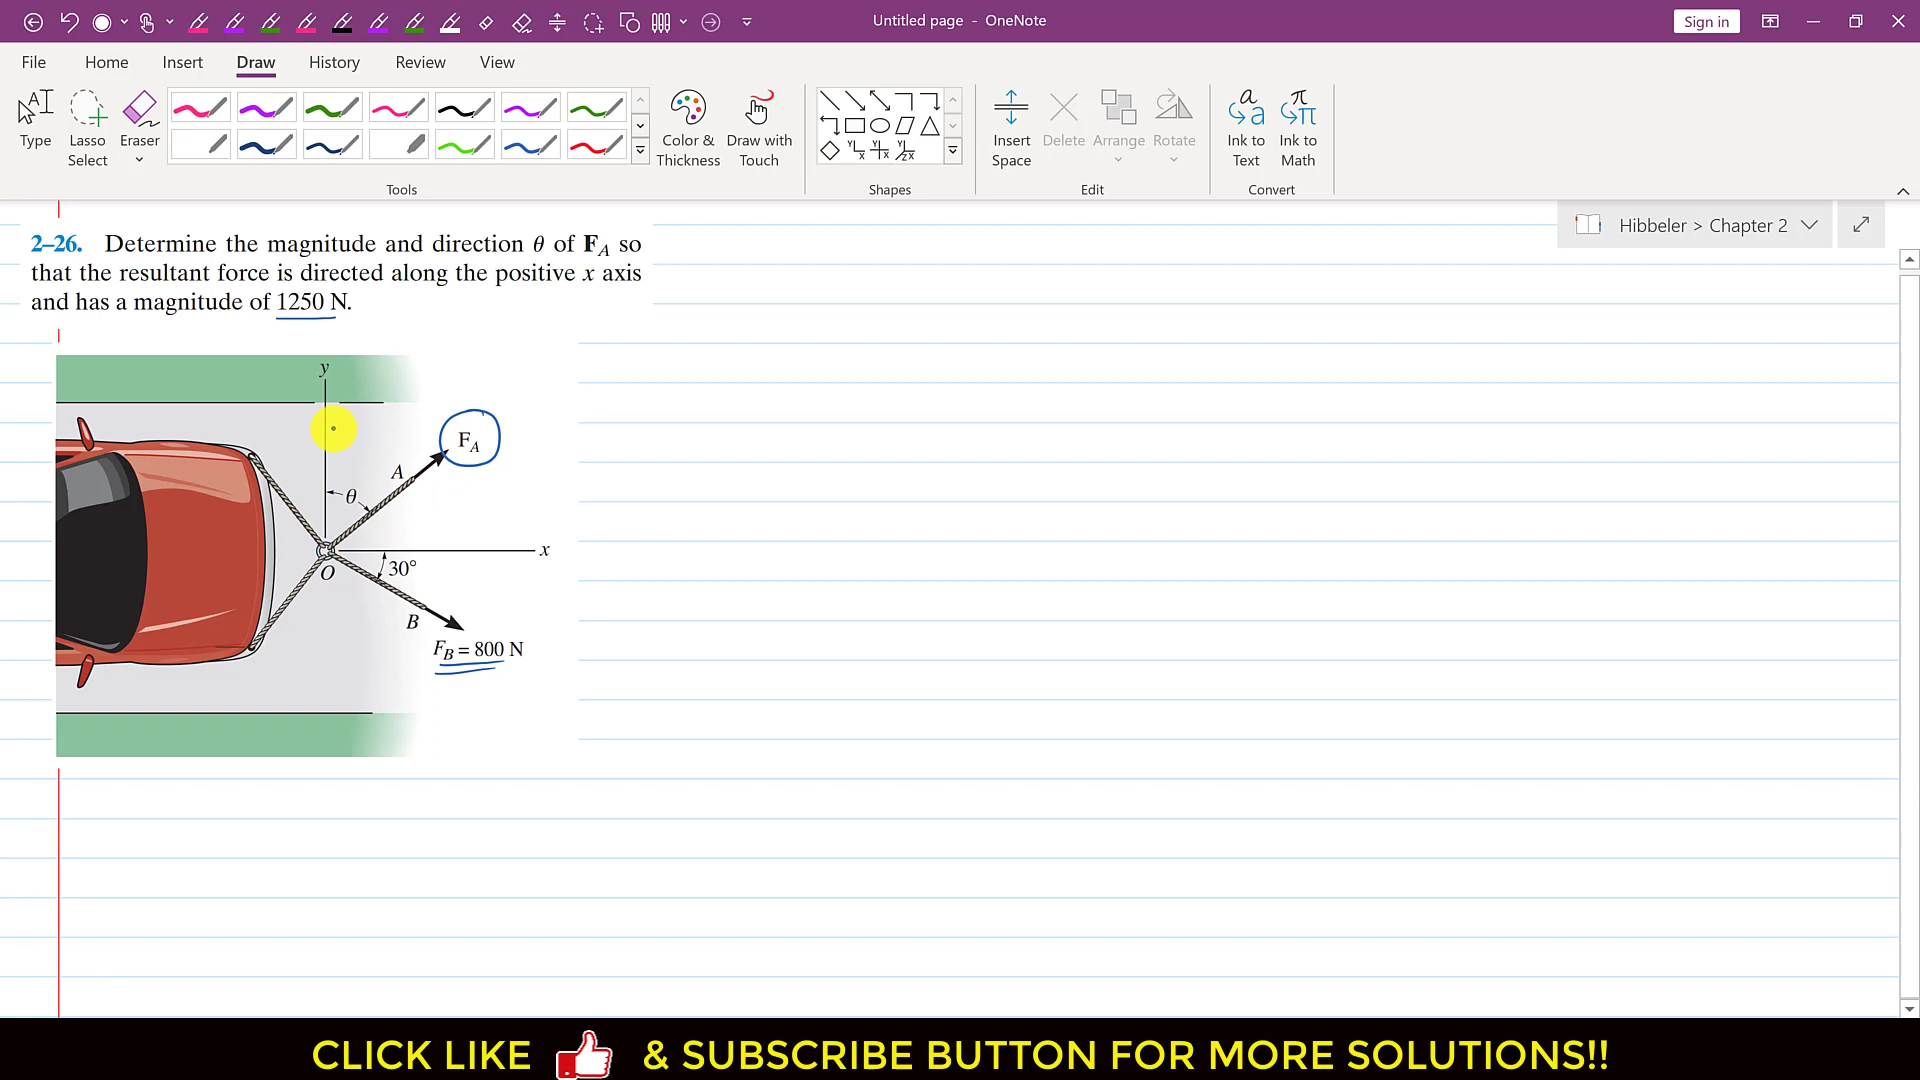 Untitled page - OneNote
Sign in
File Home Insert Draw History Review View
Type
Lasso Select
Eraser
Color & Thickness
Draw with Touch
Insert Space
Delete
Arrange
Rotate
Ink to Text
Ink to Math
Tools
Shapes
Edit
Convert
Hibbeler > Chapter 2
2–26. Determine the magnitude and direction θ of F_A so
that the resultant force is directed along the positive x axis
and has a magnitude of 1250 N.
y
F_A
A
θ
x
30°
O
B
F_B = 800 N
CLICK LIKE & SUBSCRIBE BUTTON FOR MORE SOLUTIONS!!